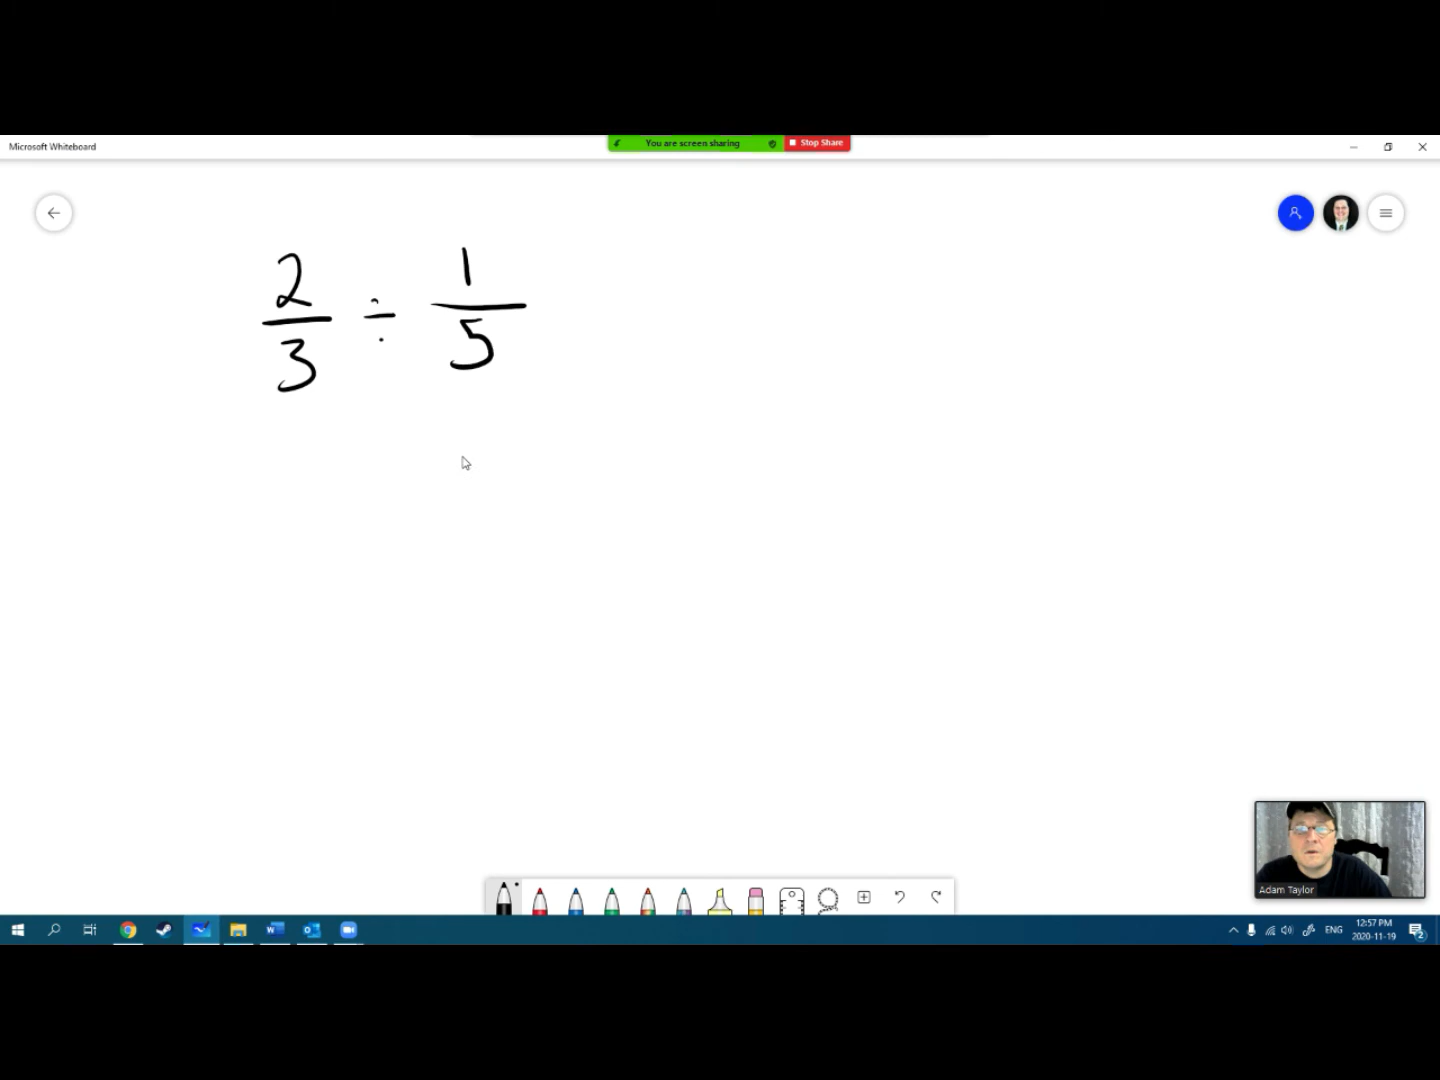 Microsoft Whiteboard
You are screen sharing
Stop Share
2/3 ÷ 1/5
Adam Taylor
ENG
12:57 PM
2020-11-19
2